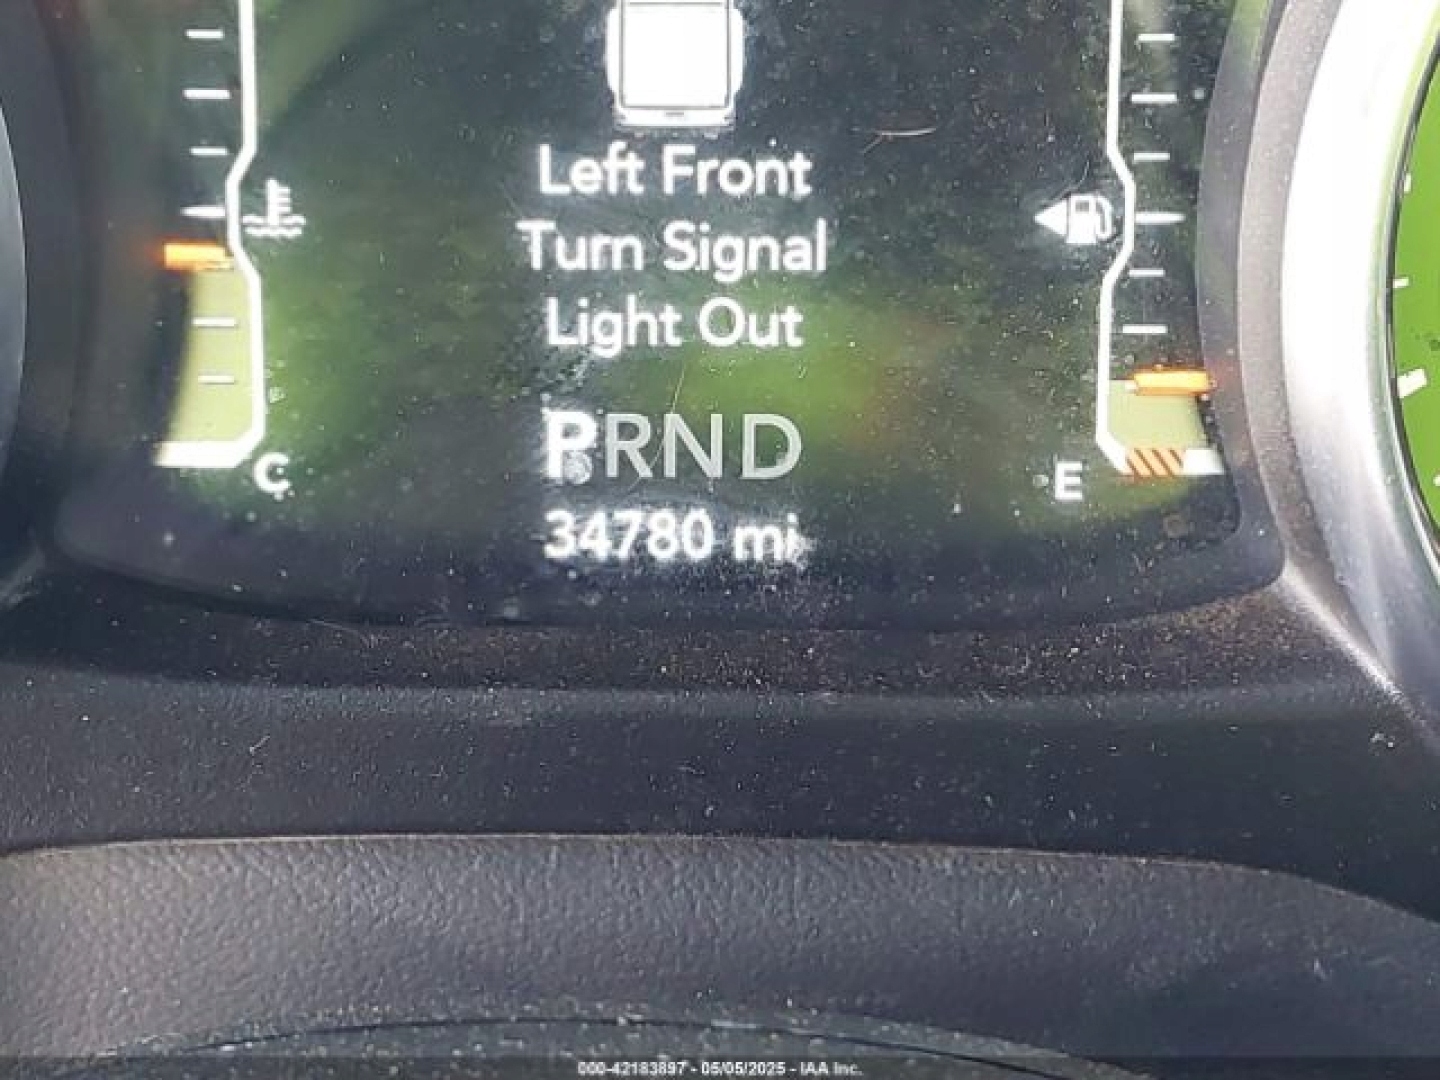 Left Front
Turn Signal
Light Out
PRND
C
E
34780 mi
000-42183897 - 05/05/2025 - IAA Inc.